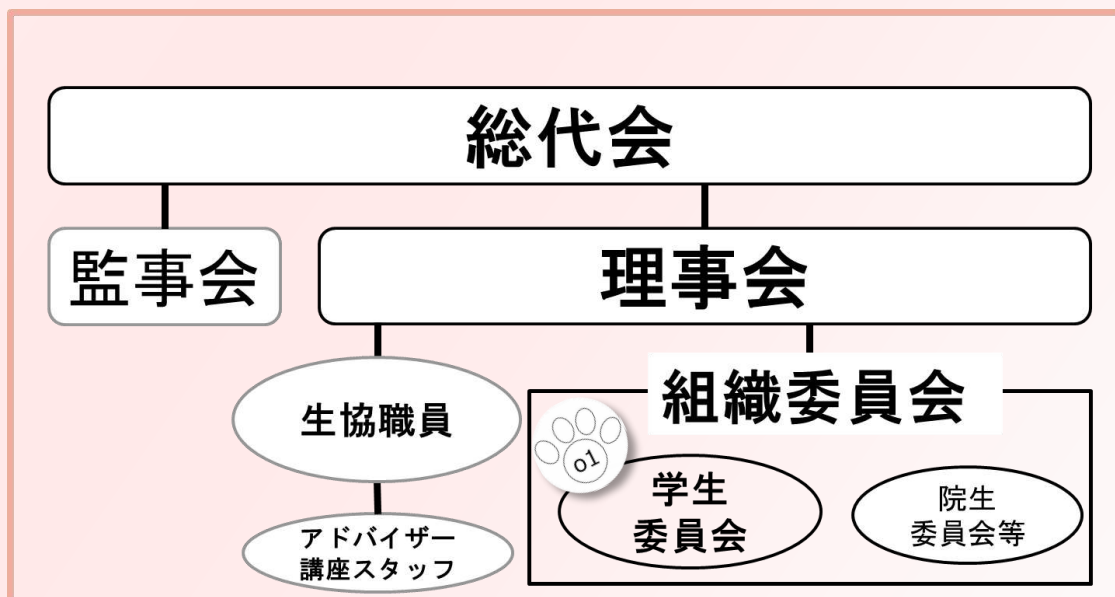 総代会
監事会
理事会
生協職員
組織委員会
01
学生
委員会
院生
委員会等
アドバイザー
講座スタッフ